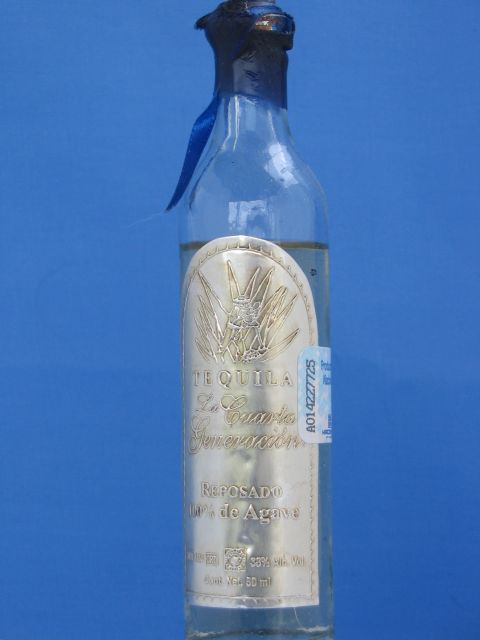 TEQUILA
La Cuarta
Generación
REPOSADO
100% de Agave
38% Alc. Vol.
Cont. Net. 50 ml
A014227725